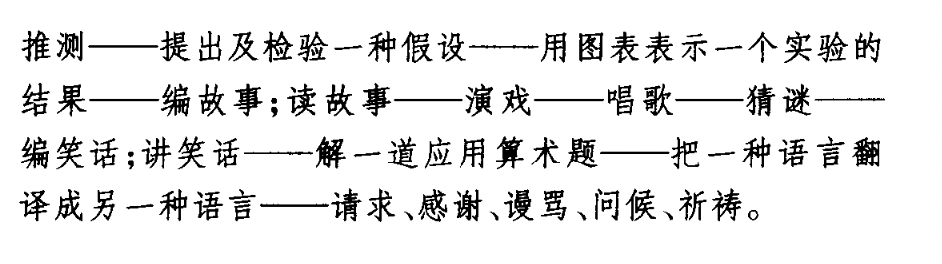 推测——提出及检验一种假设——用图表表示一个实验的
结果——编故事;读故事——演戏——唱歌——猜谜——
编笑话;讲笑话——解一道应用算术题——把一种语言翻
译成另一种语言——请求、感谢、谩骂、问候、祈祷。